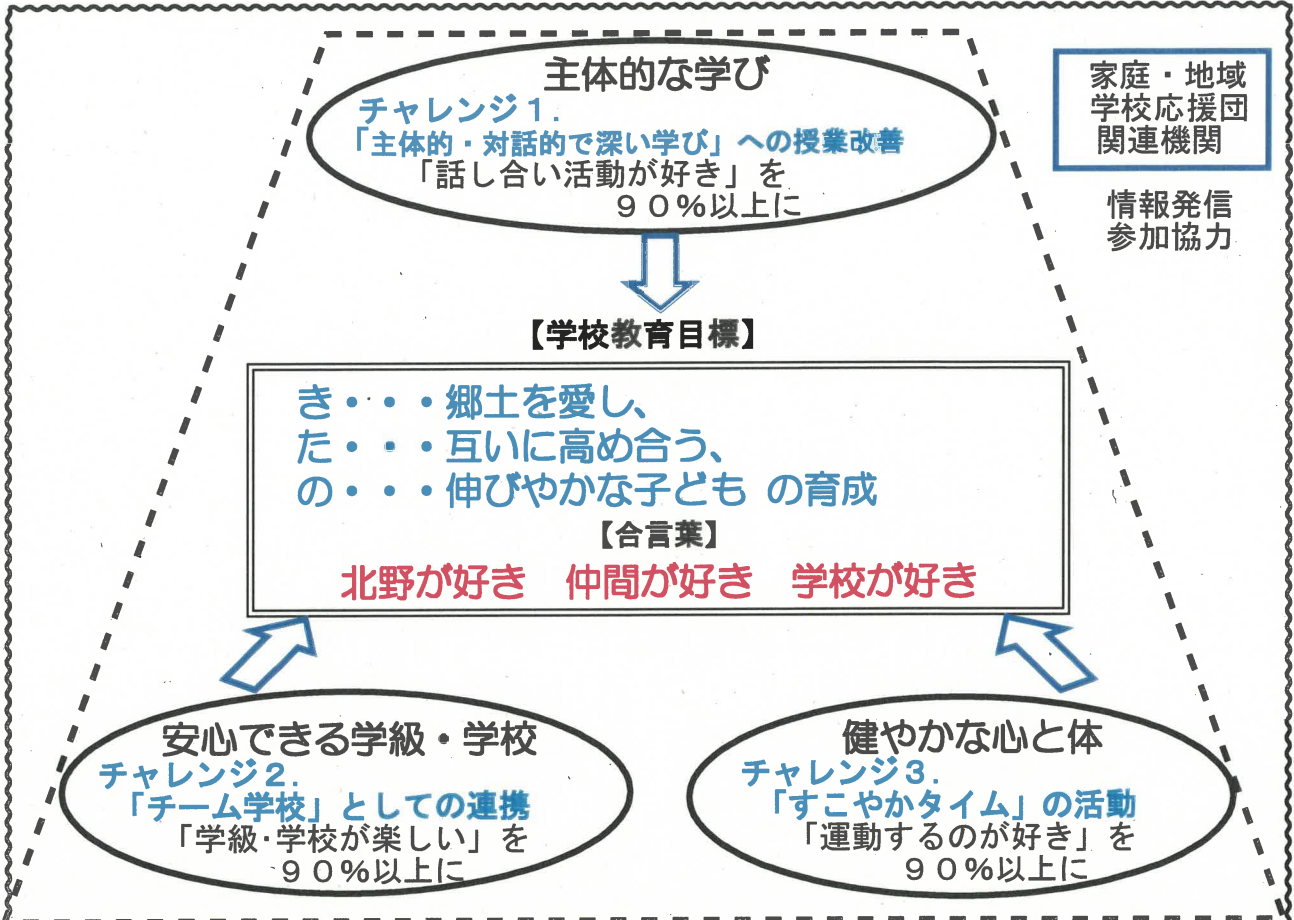 主体的な学び
チャレンジ1.
「主体的・対話的で深い学び」への授業改善
「話し合い活動が好き」を
90%以上に
家庭・地域
学校応援団
関連機関
情報発信
参加協力
【学校教育目標】
き・・・郷土を愛し、
た・・・互いに高め合う、
の・・・伸びやかな子ども の育成
【合言葉】
北野が好き 仲間が好き 学校が好き
安心できる学級・学校
チャレンジ2.
「チーム学校」としての連携
「学級・学校が楽しい」を
90%以上に
健やかな心と体
チャレンジ3.
「すこやかタイム」の活動
「運動するのが好き」を
90%以上に